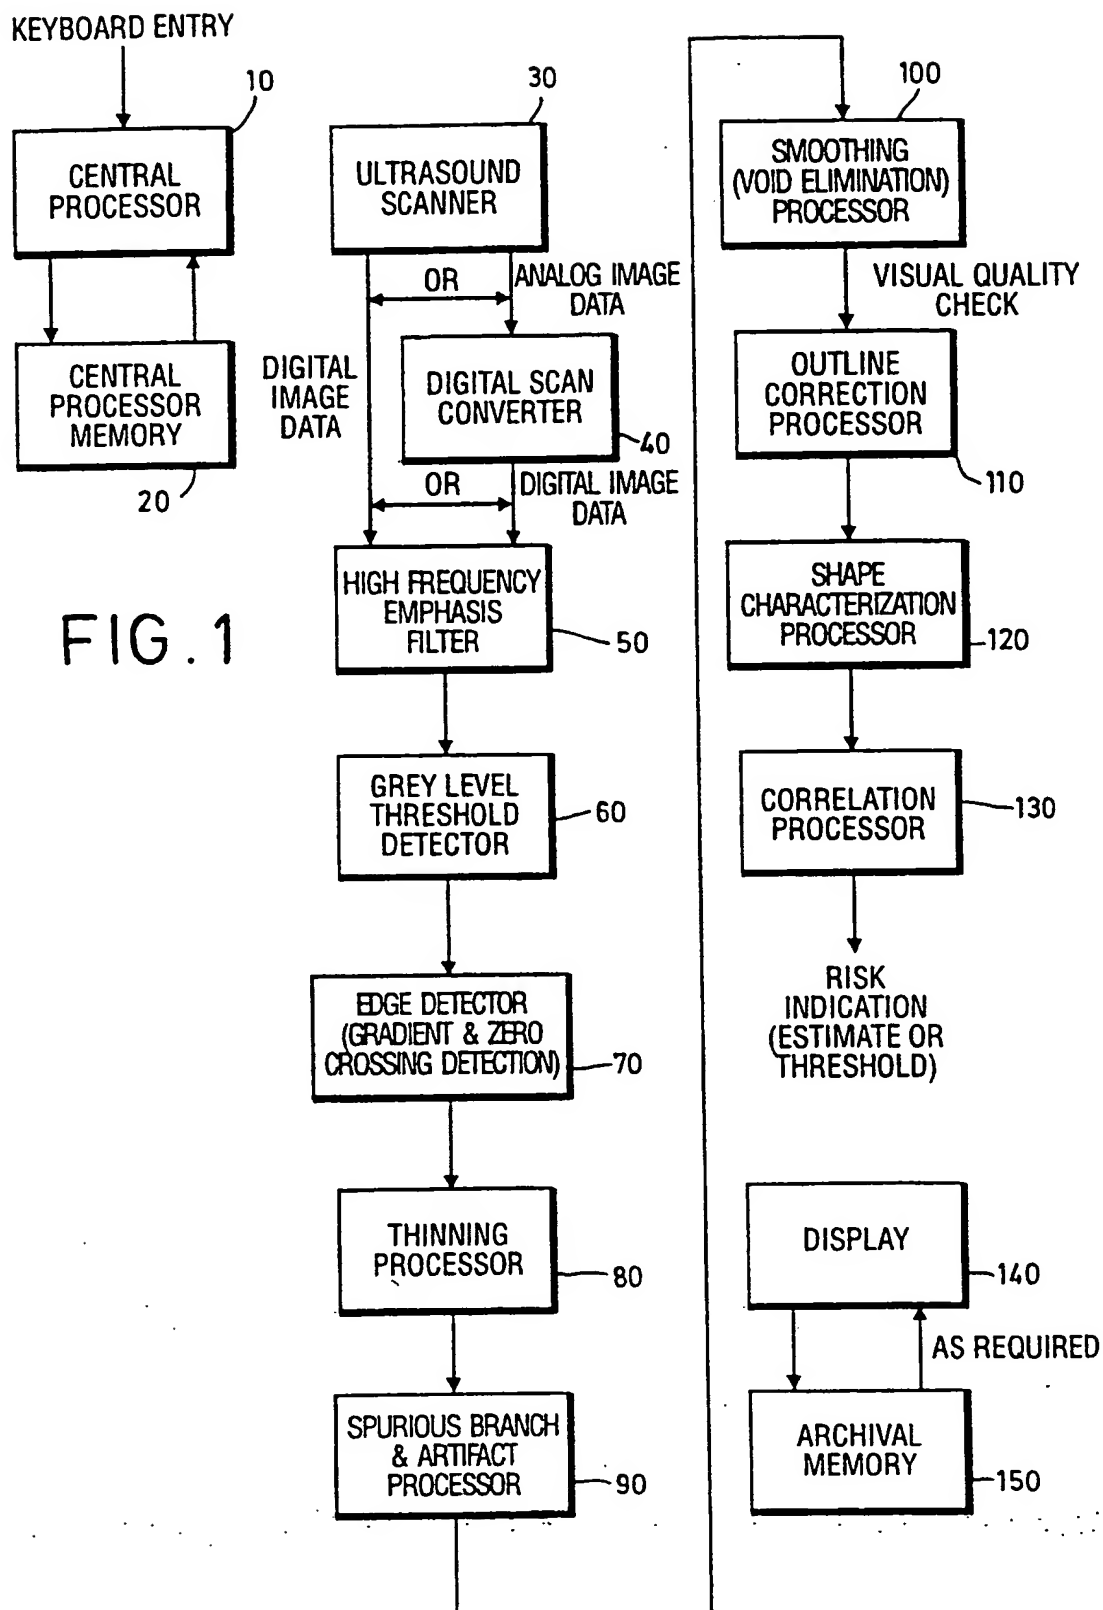 KEYBOARD ENTRY
10
CENTRAL
PROCESSOR
CENTRAL
PROCESSOR
MEMORY
20
FIG. 1
30
ULTRASOUND
SCANNER
OR
ANALOG IMAGE
DATA
DIGITAL
IMAGE
DATA
DIGITAL SCAN
CONVERTER
40
OR
DIGITAL IMAGE
DATA
HIGH FREQUENCY
EMPHASIS
FILTER
50
GREY LEVEL
THRESHOLD
DETECTOR
60
EDGE DETECTOR
(GRADIENT & ZERO
CROSSING DETECTION)
70
THINNING
PROCESSOR
80
SPURIOUS BRANCH
& ARTIFACT
PROCESSOR
90
100
SMOOTHING
(VOID ELIMINATION)
PROCESSOR
VISUAL QUALITY
CHECK
OUTLINE
CORRECTION
PROCESSOR
110
SHAPE
CHARACTERIZATION
PROCESSOR
120
CORRELATION
PROCESSOR
130
RISK
INDICATION
(ESTIMATE OR
THRESHOLD)
DISPLAY
140
AS REQUIRED
ARCHIVAL
MEMORY
150